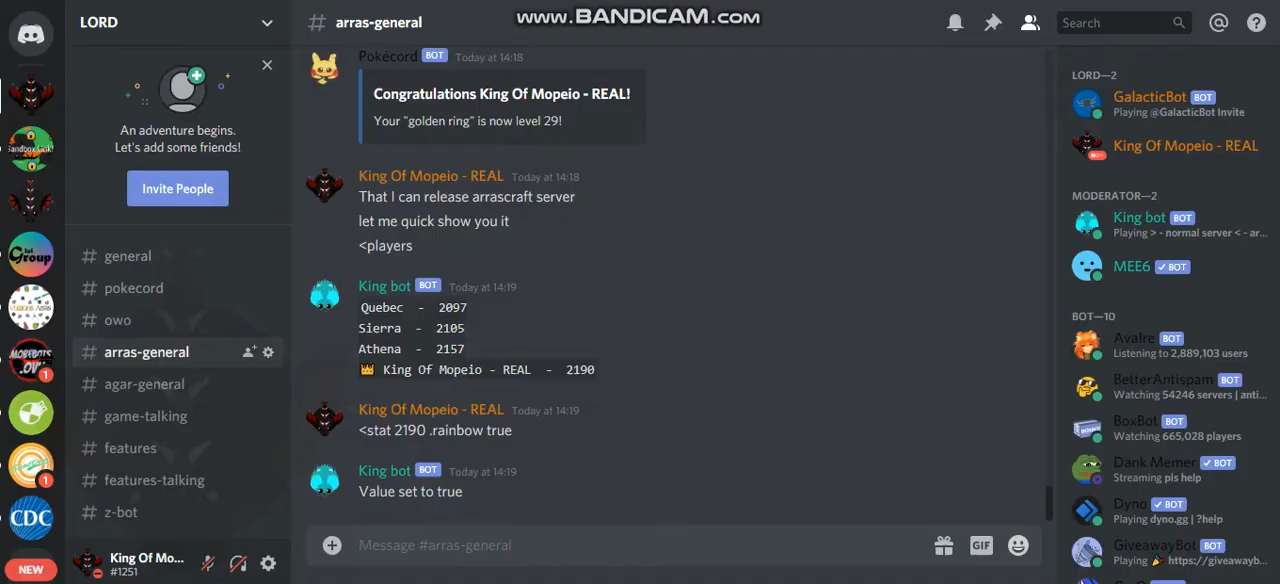 www.BANDICAM.com
LORD
# arras-general
Search
An adventure begins.
Let's add some friends!
Invite People
# general
# pokecord
# owo
# arras-general
# agar-general
# game-talking
# features
# features-talking
# z-bot
King Of Mo...
#1251
Group
CDC
1
1
NEW
Pokécord BOT Today at 14:18
Congratulations King Of Mopeio - REAL!
Your "golden ring" is now level 29!
King Of Mopeio - REAL Today at 14:18
That I can release arrascraft server
let me quick show you it
<players
King bot BOT Today at 14:19
Quebec - 2097
Sierra - 2105
Athena - 2157
👑 King Of Mopeio - REAL - 2190
King Of Mopeio - REAL Today at 14:19
<stat 2190 .rainbow true
King bot BOT Today at 14:19
Value set to true
Message #arras-general
GIF
LORD—2
GalacticBot BOT
Playing @GalacticBot Invite
King Of Mopeio - REAL
MODERATOR—2
King bot BOT
Playing > - normal server < - ar...
MEE6 ✓BOT
BOT—10
Avaire BOT
Listening to 2,889,103 users
BetterAntispam BOT
Watching 54246 servers | anti...
BoxBot BOT
Watching 665,028 players
Dank Memer ✓BOT
Streaming pls help
Dyno ✓BOT
Playing dyno.gg | ?help
GiveawayBot BOT
Playing 🎉 https://giveawayb...